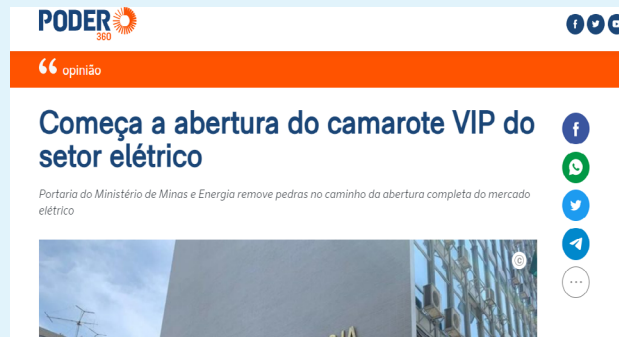 PODER
360
opinião
Começa a abertura do camarote VIP do
setor elétrico
Portaria do Ministério de Minas e Energia remove pedras no caminho da abertura completa do mercado
elétrico